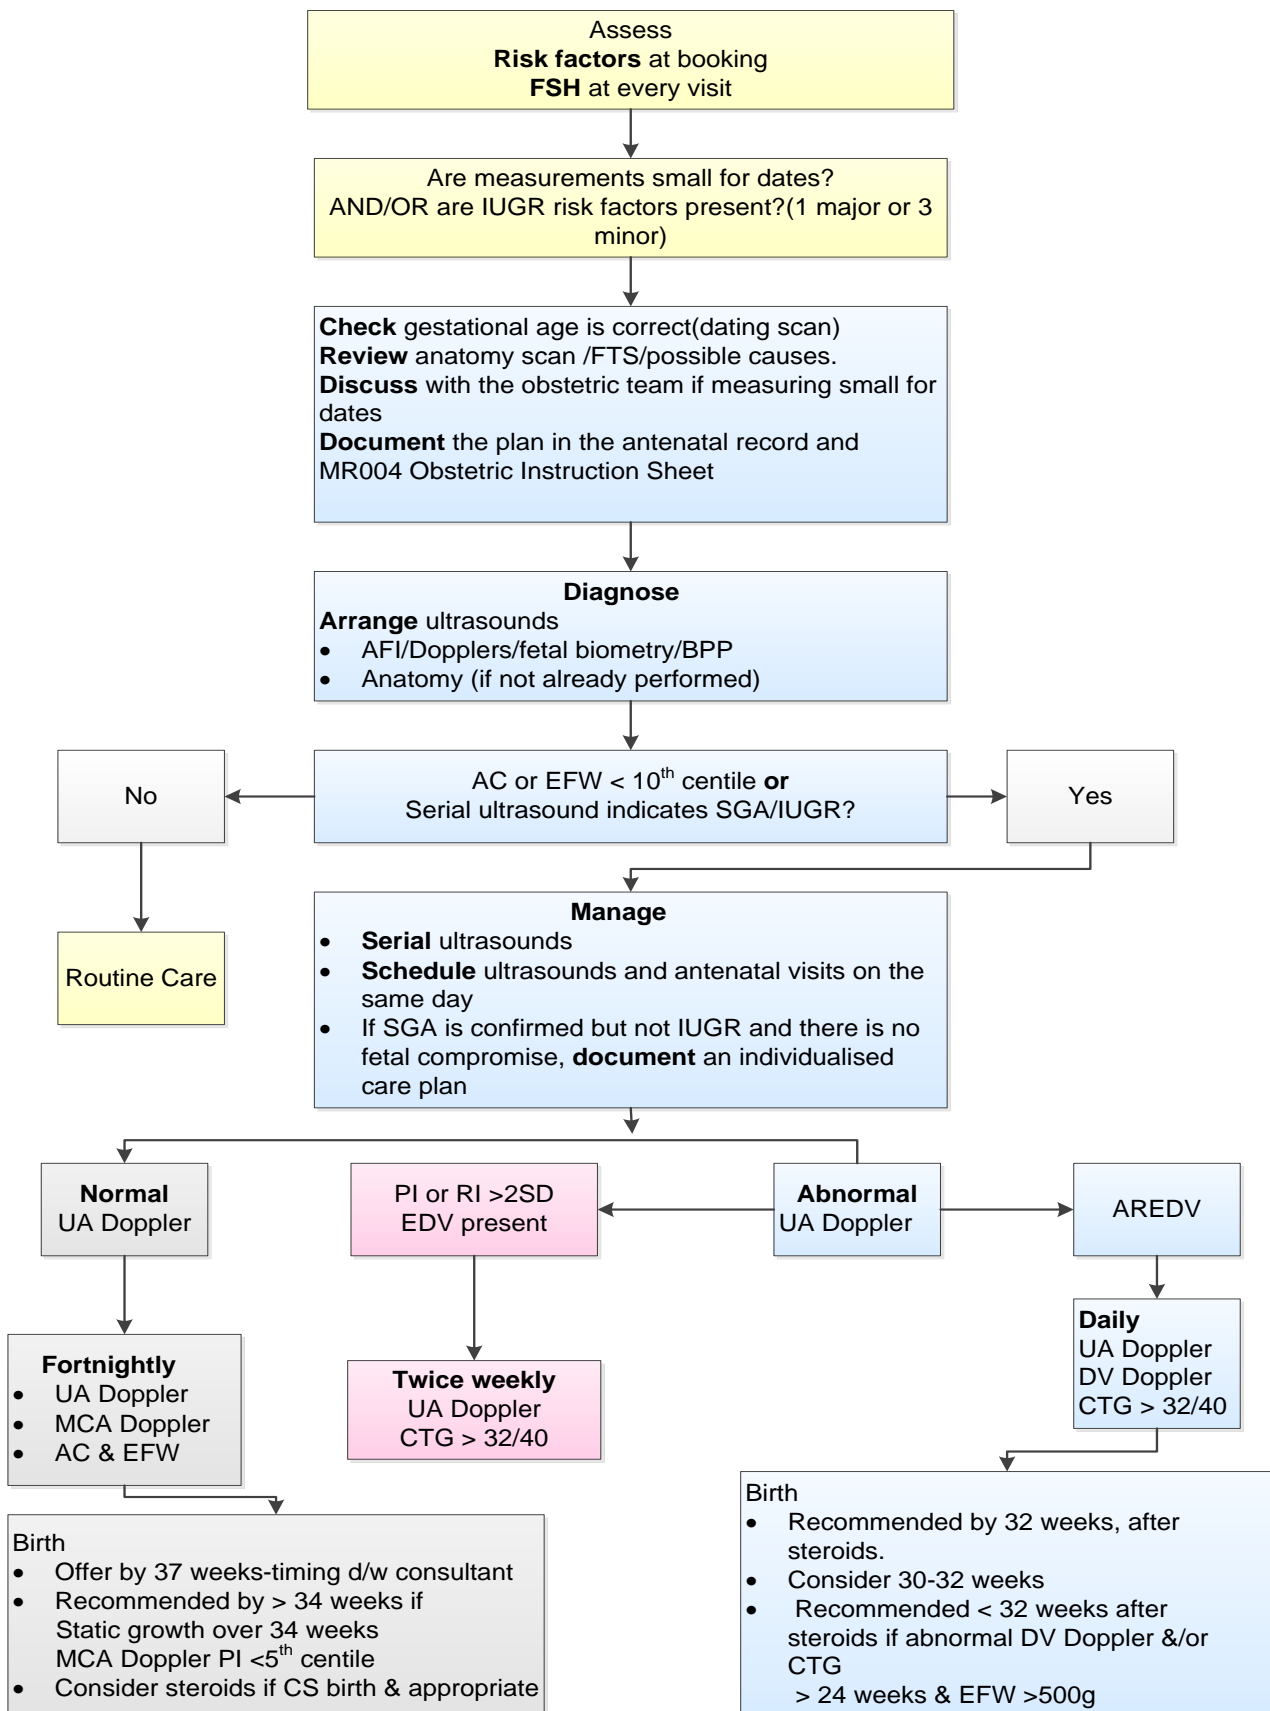 Assess
Risk factors at booking
FSH at every visit
Are measurements small for dates?
AND/OR are IUGR risk factors present?(1 major or 3
minor)
Check gestational age is correct(dating scan)
Review anatomy scan /FTS/possible causes.
Discuss with the obstetric team if measuring small for
dates
Document the plan in the antenatal record and
MR004 Obstetric Instruction Sheet
Diagnose
Arrange ultrasounds
• AFI/Dopplers/fetal biometry/BPP
• Anatomy (if not already performed)
No
AC or EFW < 10th centile or
Serial ultrasound indicates SGA/IUGR?
Yes
Routine Care
Manage
• Serial ultrasounds
• Schedule ultrasounds and antenatal visits on the
same day
• If SGA is confirmed but not IUGR and there is no
fetal compromise, document an individualised
care plan
Normal
UA Doppler
PI or RI >2SD
EDV present
Abnormal
UA Doppler
AREDV
Fortnightly
• UA Doppler
• MCA Doppler
• AC & EFW
Twice weekly
UA Doppler
CTG > 32/40
Daily
UA Doppler
DV Doppler
CTG > 32/40
Birth
• Offer by 37 weeks-timing d/w consultant
• Recommended by > 34 weeks if
Static growth over 34 weeks
MCA Doppler PI <5th centile
• Consider steroids if CS birth & appropriate
Birth
• Recommended by 32 weeks, after
steroids.
• Consider 30-32 weeks
• Recommended < 32 weeks after
steroids if abnormal DV Doppler &/or
CTG
> 24 weeks & EFW >500g